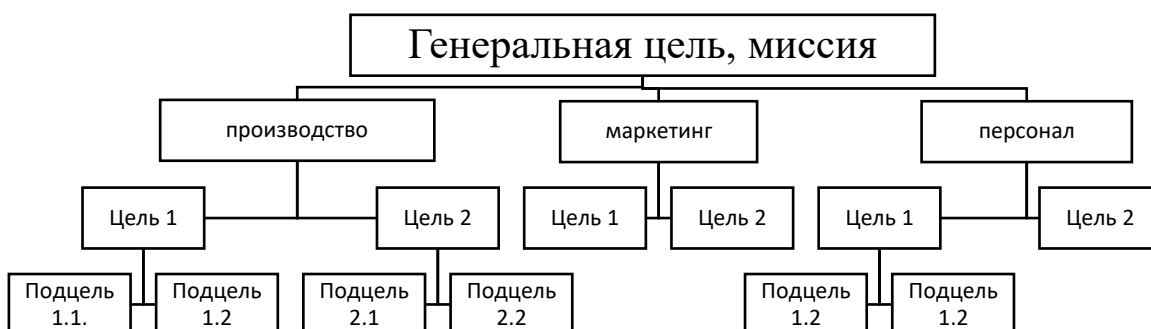 Генеральная цель, миссия
производство
маркетинг
персонал
Цель 1
Цель 2
Цель 1
Цель 2
Цель 1
Цель 2
Подцель
1.1.
Подцель
1.2
Подцель
2.1
Подцель
2.2
Подцель
1.2
Подцель
1.2